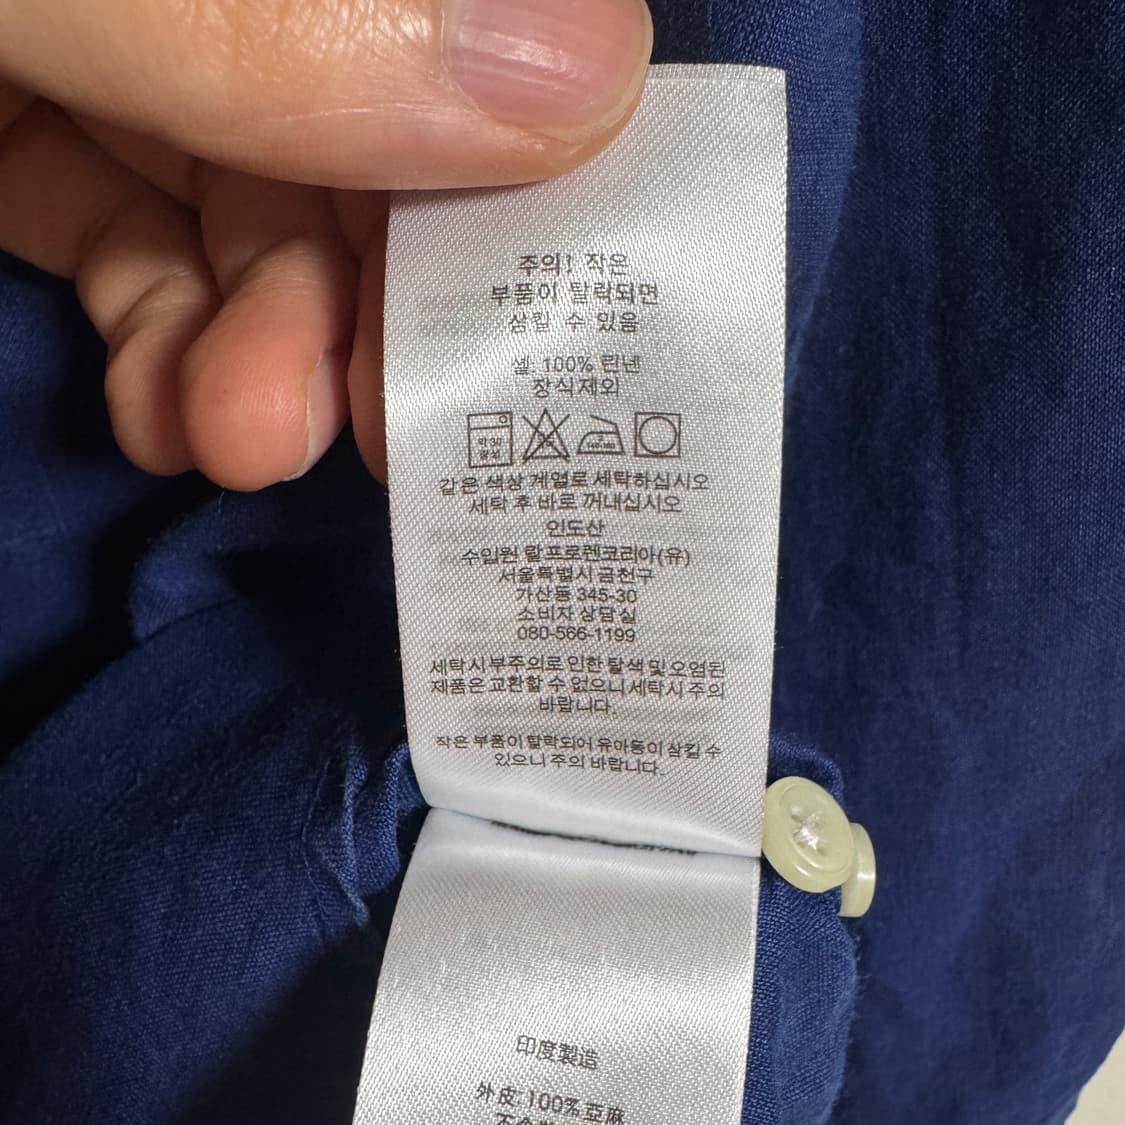 주의! 작은
부품이 탈락되면
삼킬 수 있음
셸: 100% 린넨
장식제외
약 30
중성
같은 색상 계열로 세탁하십시오
세탁 후 바로 꺼내십시오
인도산
수입원 랄프로렌코리아(유)
서울특별시 금천구
가산동 345-30
소비자 상담실
080-566-1199
세탁시 부주의로 인한 탈색 및 오염된
제품은 교환할 수 없으니 세탁시 주의
바랍니다.
작은 부품이 탈락되어 유아동이 삼킬 수
있으니 주의 바랍니다.
印度製造
外皮: 100% 亞麻